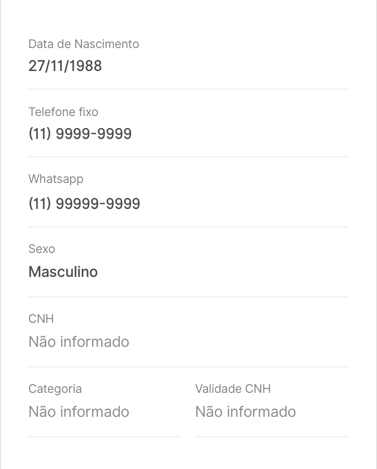 Data de Nascimento
27/11/1988
Telefone fixo
(11) 9999-9999
Whatsapp
(11) 99999-9999
Sexo
Masculino
CNH
Não informado
Categoria
Não informado
Validade CNH
Não informado